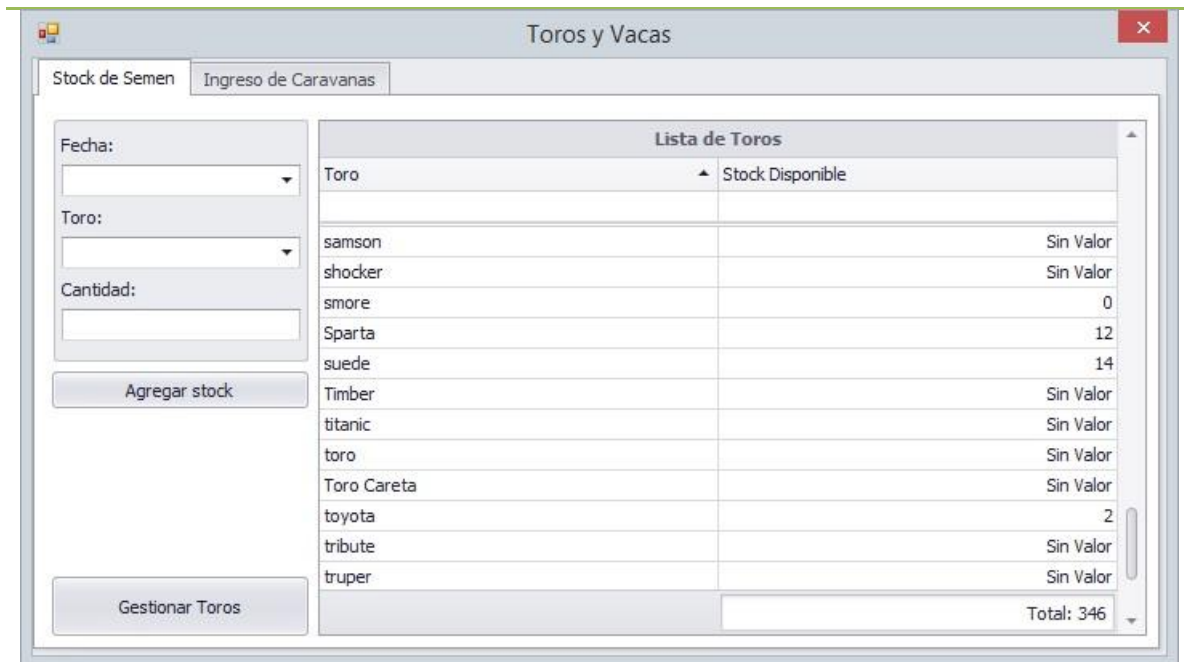 Toros y Vacas
Stock de Semen Ingreso de Caravanas
Fecha:
Toro:
Cantidad:
Agregar stock
Gestionar Toros
Lista de Toros
Toro Stock Disponible
samson Sin Valor
shocker Sin Valor
smore 0
Sparta 12
suede 14
Timber Sin Valor
titanic Sin Valor
toro Sin Valor
Toro Careta Sin Valor
toyota 2
tribute Sin Valor
truper Sin Valor
Total: 346